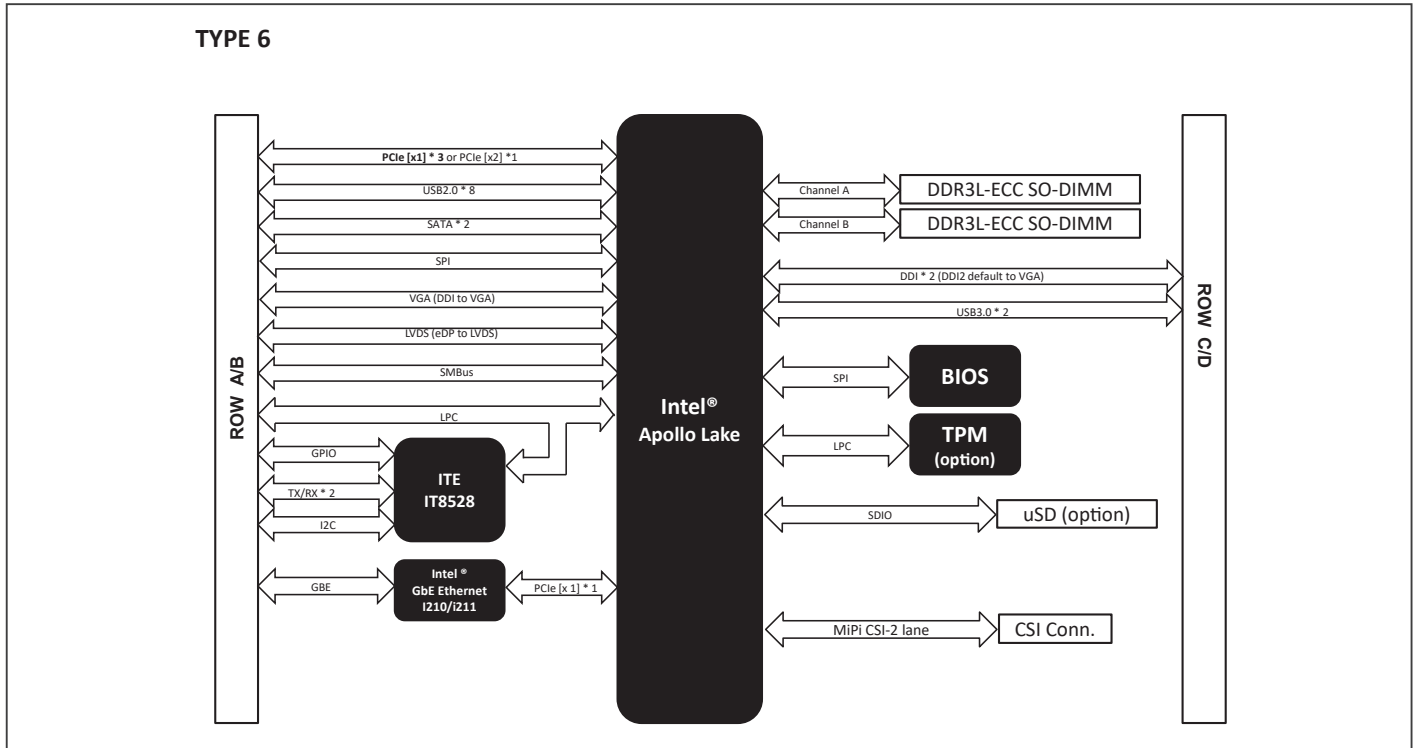 TYPE 6
ROW A/B
PCIe [x1] * 3 or PCIe [x2] *1
USB2.0 * 8
SATA * 2
SPI
VGA (DDI to VGA)
LVDS (eDP to LVDS)
SMBus
LPC
GPIO
TX/RX * 2
I2C
GBE
ITE
IT8528
Intel ®
GbE Ethernet
I210/i211
PCIe [x 1] * 1
Intel®
Apollo Lake
Channel A
DDR3L-ECC SO-DIMM
Channel B
DDR3L-ECC SO-DIMM
DDI * 2 (DDI2 default to VGA)
USB3.0 * 2
SPI
BIOS
LPC
TPM
(option)
SDIO
uSD (option)
MiPi CSI-2 lane
CSI Conn.
ROW C/D